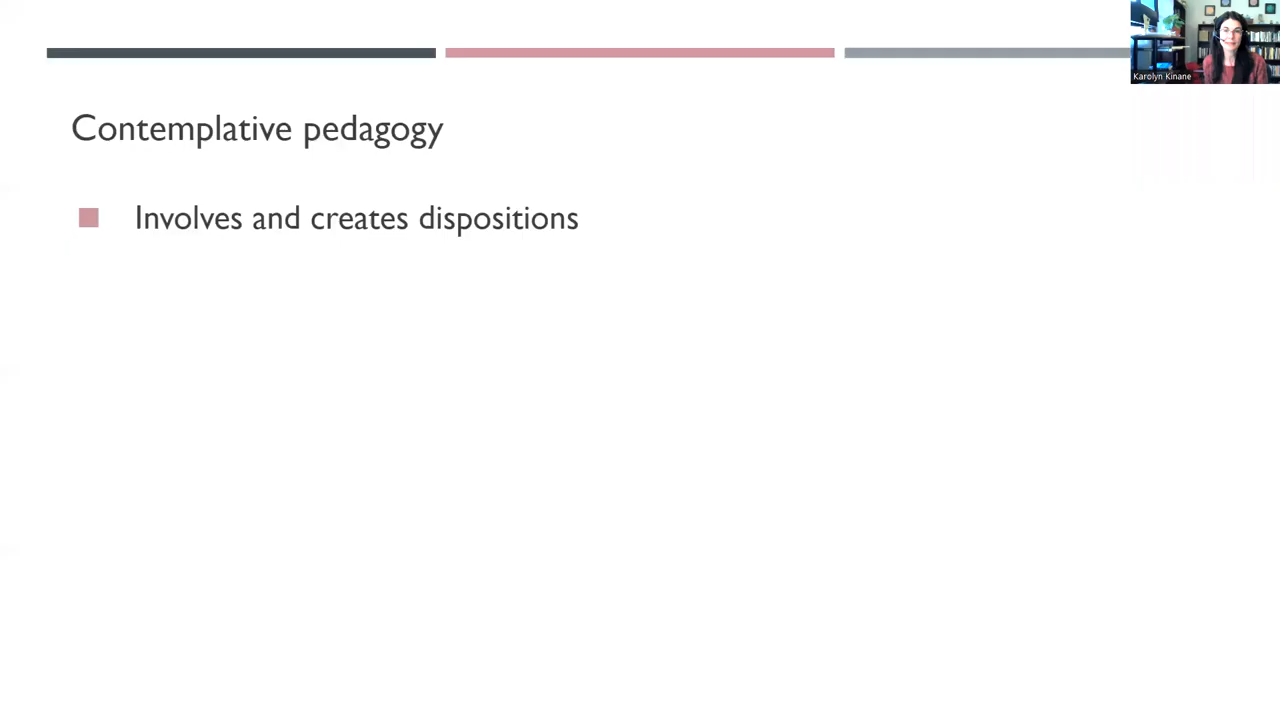 Karolyn Kinane
Contemplative pedagogy
Involves and creates dispositions